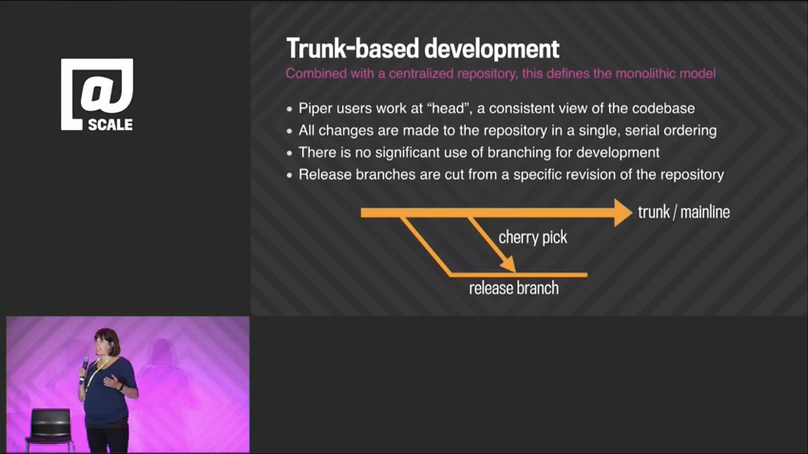 @
SCALE
Trunk-based development
Combined with a centralized repository, this defines the monolithic model
• Piper users work at “head”, a consistent view of the codebase
• All changes are made to the repository in a single, serial ordering
• There is no significant use of branching for development
• Release branches are cut from a specific revision of the repository
trunk / mainline
cherry pick
release branch